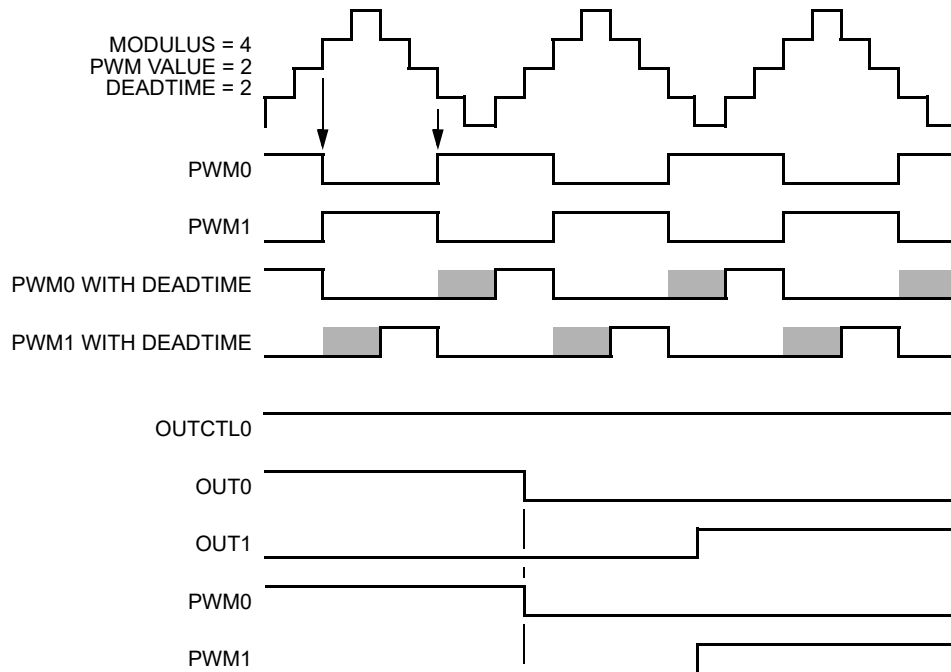 MODULUS = 4
PWM VALUE = 2
DEADTIME = 2
PWM0
PWM1
PWM0 WITH DEADTIME
PWM1 WITH DEADTIME
OUTCTL0
OUT0
OUT1
PWM0
PWM1